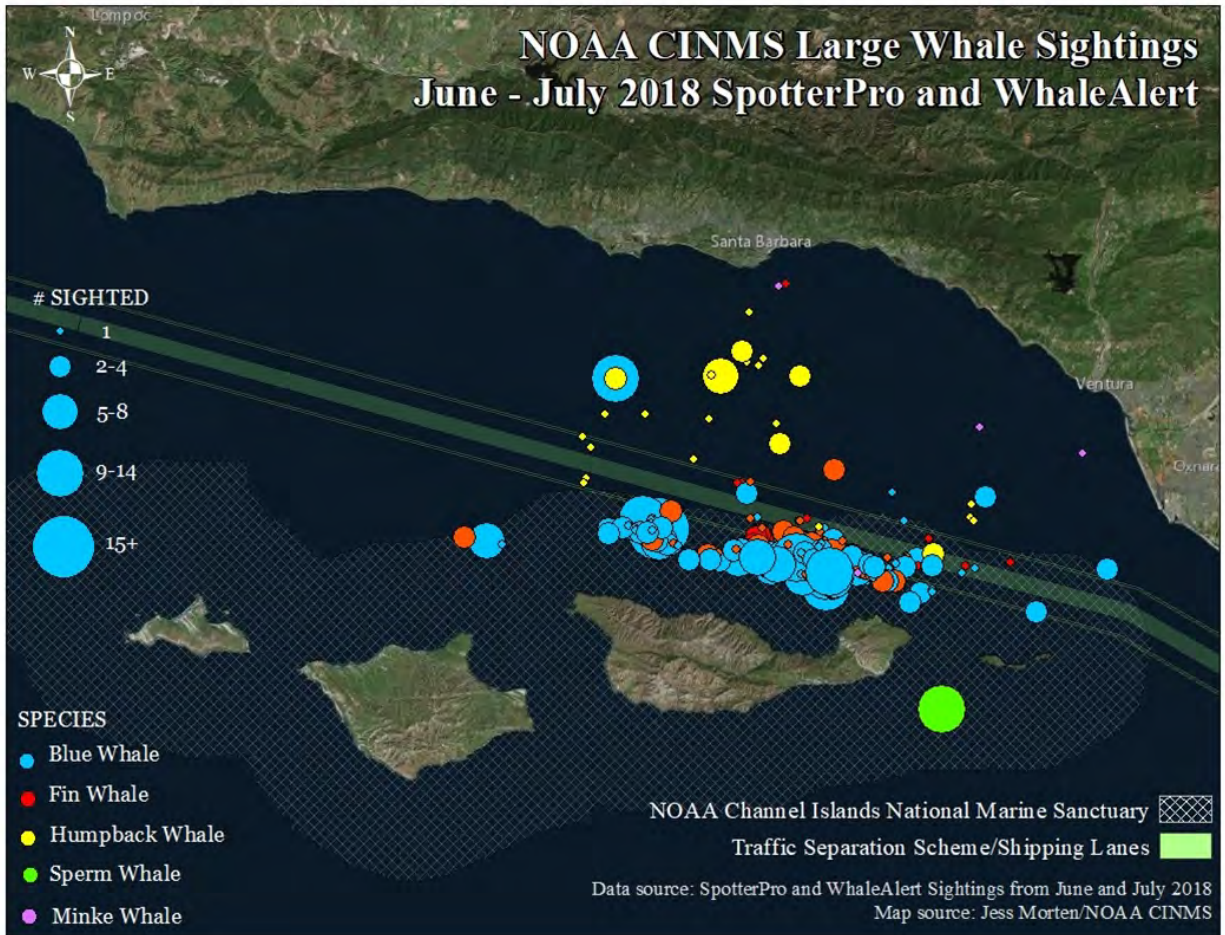 Lompoc
N
W E
S
NOAA CINMS Large Whale Sightings
June - July 2018 SpotterPro and WhaleAlert
Santa Barbara
# SIGHTED
1
2-4
5-8
9-14
15+
Ventura
Oxnar
SPECIES
Blue Whale
Fin Whale
Humpback Whale
Sperm Whale
Minke Whale
NOAA Channel Islands National Marine Sanctuary
Traffic Separation Scheme/Shipping Lanes
Data source: SpotterPro and WhaleAlert Sightings from June and July 2018
Map source: Jess Morten/NOAA CINMS